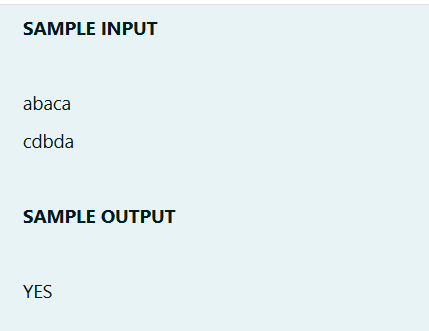 SAMPLE INPUT
abaca
cdbda
SAMPLE OUTPUT
YES